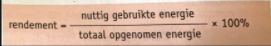 rendement = nuttig gebruikte energie / totaal opgenomen energie × 100%